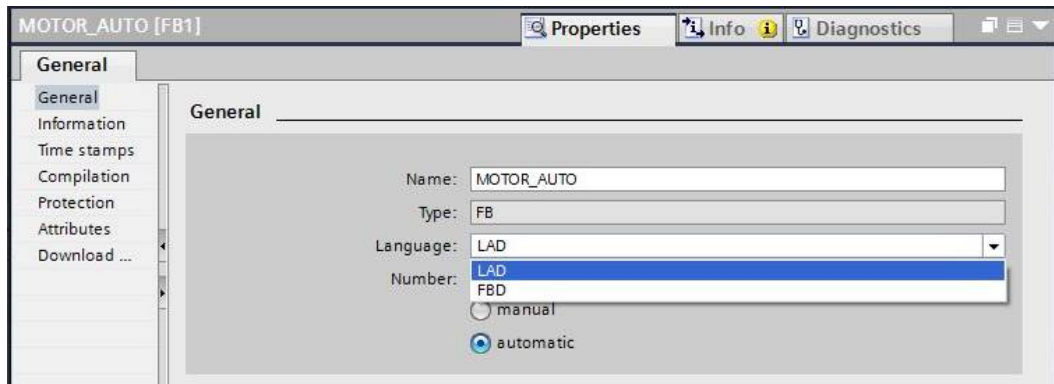 MOTOR_AUTO [FB1]
Properties
Info
Diagnostics
General
General
Information
Time stamps
Compilation
Protection
Attributes
Download ...
General
Name: MOTOR_AUTO
Type: FB
Language: LAD
LAD
FBD
Number:
manual
automatic